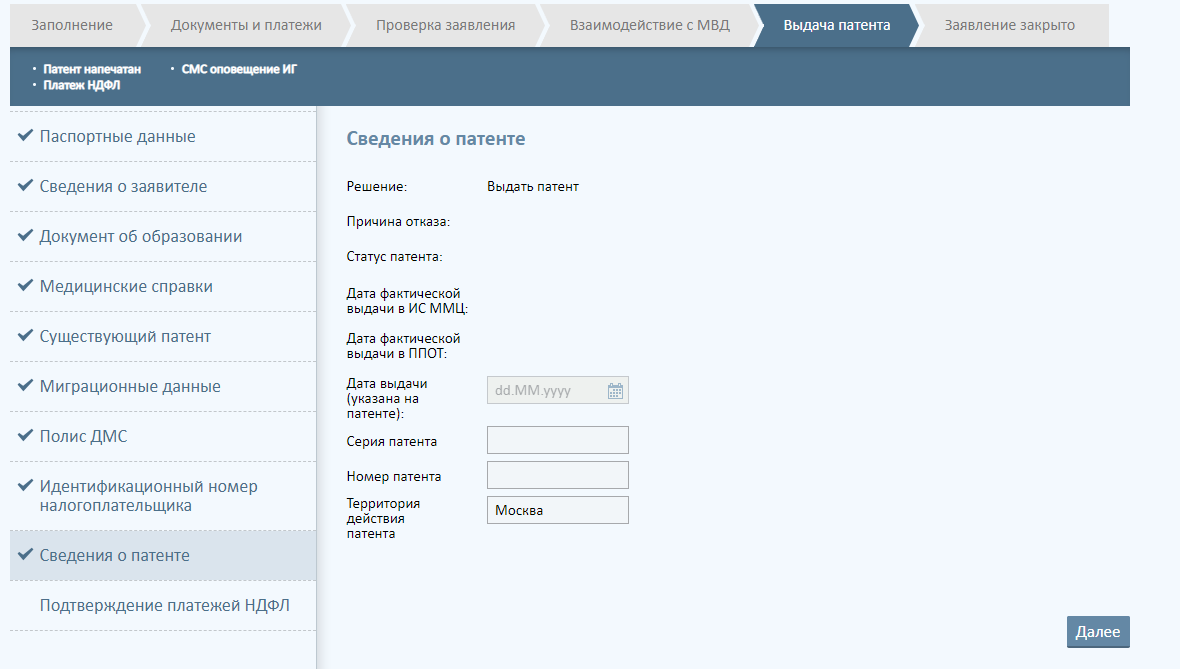 Заполнение
Документы и платежи
Проверка заявления
Взаимодействие с МВД
Выдача патента
Заявление закрыто
· Патент напечатан
· СМС оповещение ИГ
· Платеж НДФЛ
Паспортные данные
Сведения о заявителе
Документ об образовании
Медицинские справки
Существующий патент
Миграционные данные
Полис ДМС
Идентификационный номер
налогоплательщика
Сведения о патенте
Подтверждение платежей НДФЛ
Сведения о патенте
Решение: Выдать патент
Причина отказа:
Статус патента:
Дата фактической
выдачи в ИС ММЦ:
Дата фактической
выдачи в ППОТ:
Дата выдачи
(указана на
патенте):
dd.MM.yyyy
Серия патента
Номер патента
Территория
действия
патента
Москва
Далее